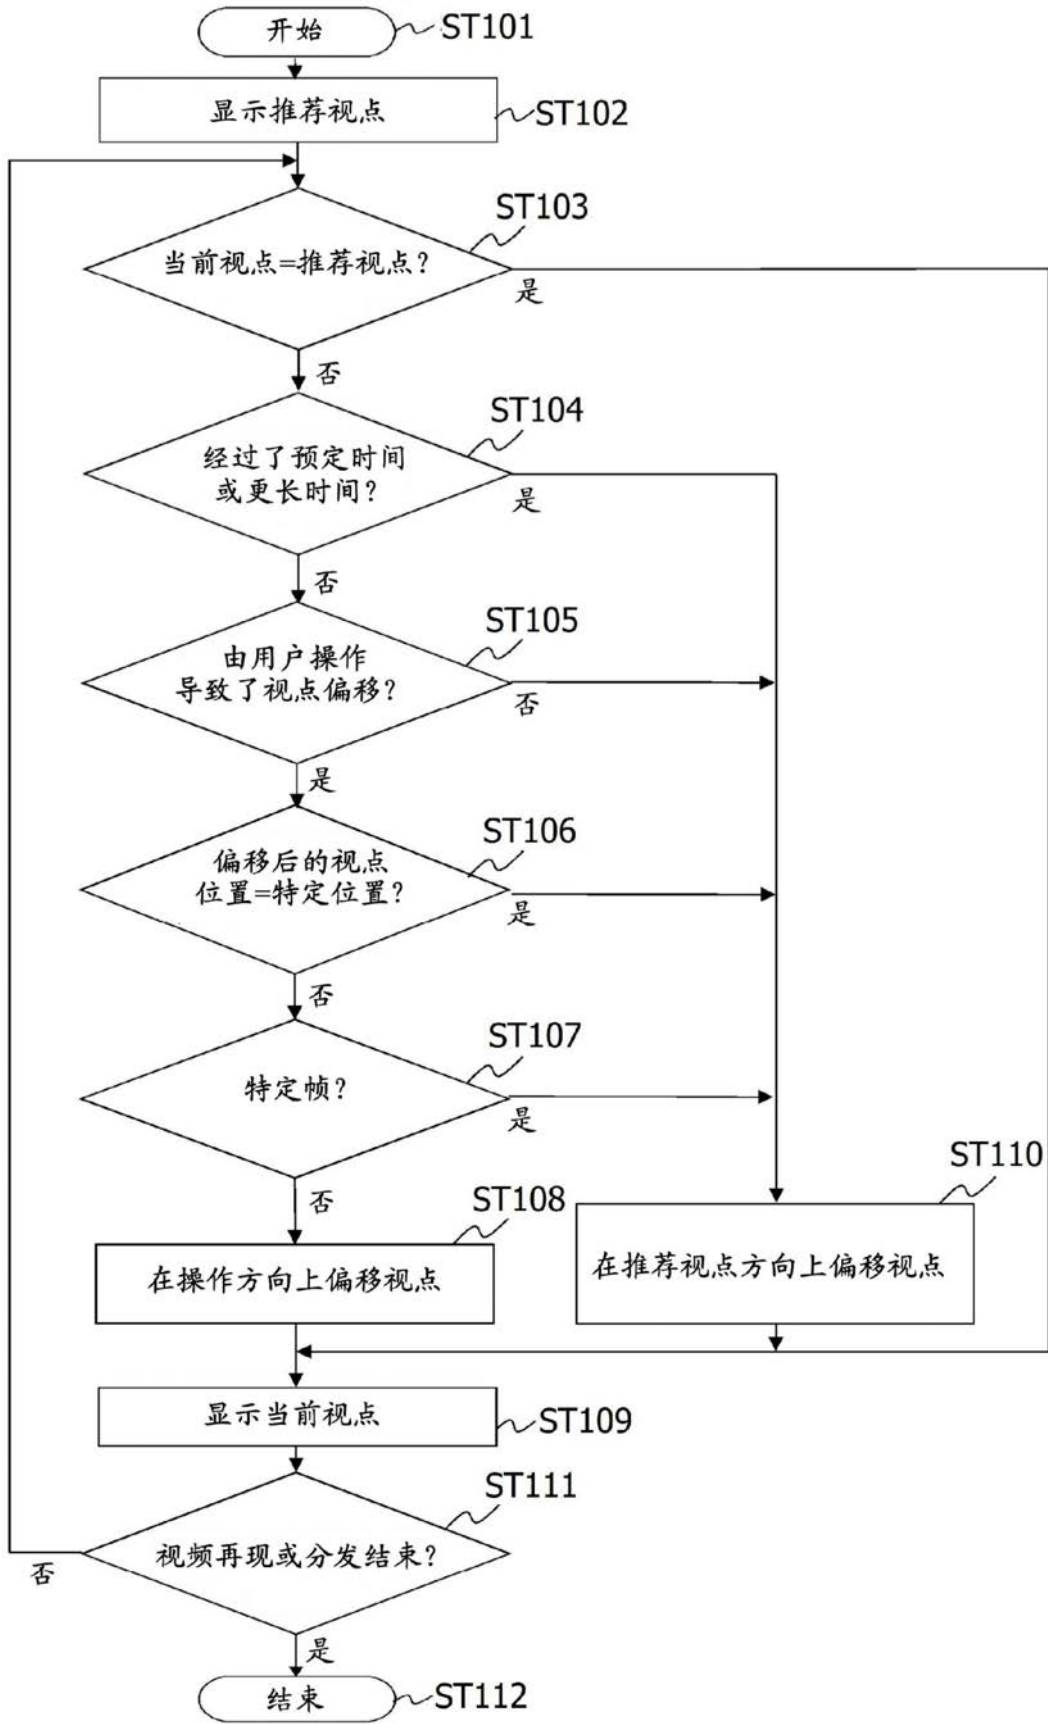 开始
ST101
显示推荐视点
ST102
ST103
当前视点=推荐视点？
是
否
ST104
经过了预定时间
或更长时间？
是
否
ST105
由用户操作
导致了视点偏移？
否
是
ST106
偏移后的视点
位置=特定位置？
是
否
ST107
特定帧？
是
否
ST108
在操作方向上偏移视点
ST110
在推荐视点方向上偏移视点
显示当前视点
ST109
ST111
视频再现或分发结束？
否
是
结束
ST112